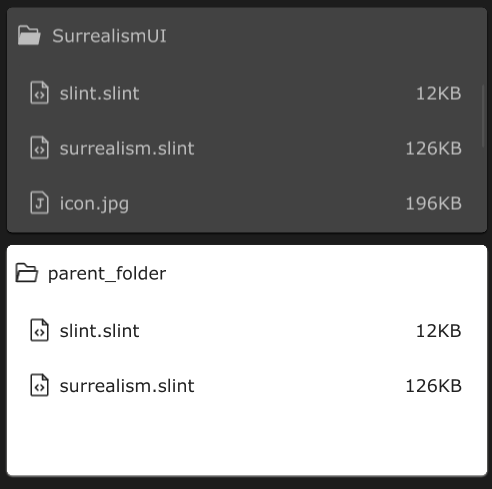 SurrealismUI
slint.slint 12KB
surrealism.slint 126KB
icon.jpg 196KB
parent_folder
slint.slint 12KB
surrealism.slint 126KB